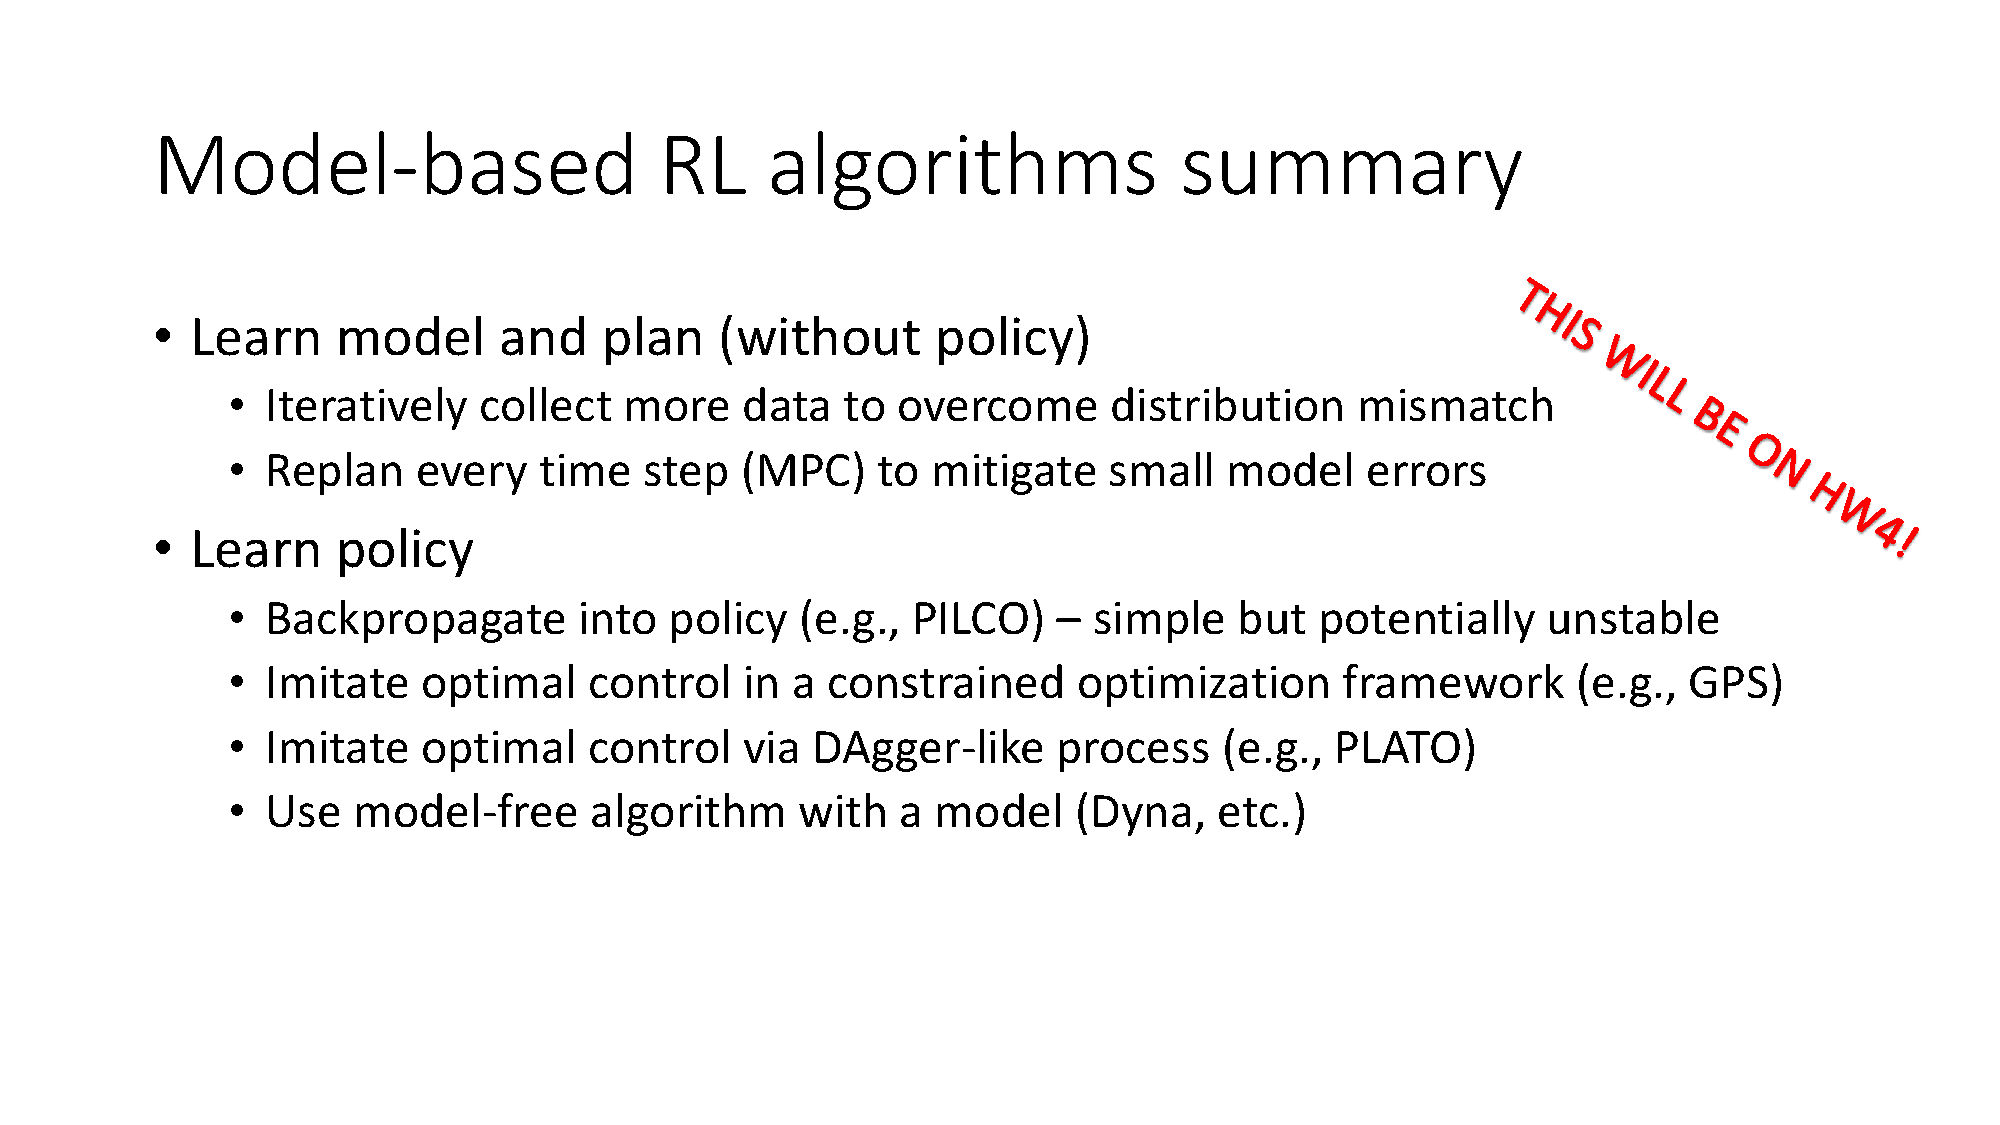 Model-based RL algorithms summary
• Learn model and plan (without policy)
• Iteratively collect more data to overcome distribution mismatch
• Replan every time step (MPC) to mitigate small model errors
THIS WILL BE ON HW4!
• Learn policy
• Backpropagate into policy (e.g., PILCO) – simple but potentially unstable
• Imitate optimal control in a constrained optimization framework (e.g., GPS)
• Imitate optimal control via DAgger-like process (e.g., PLATO)
• Use model-free algorithm with a model (Dyna, etc.)